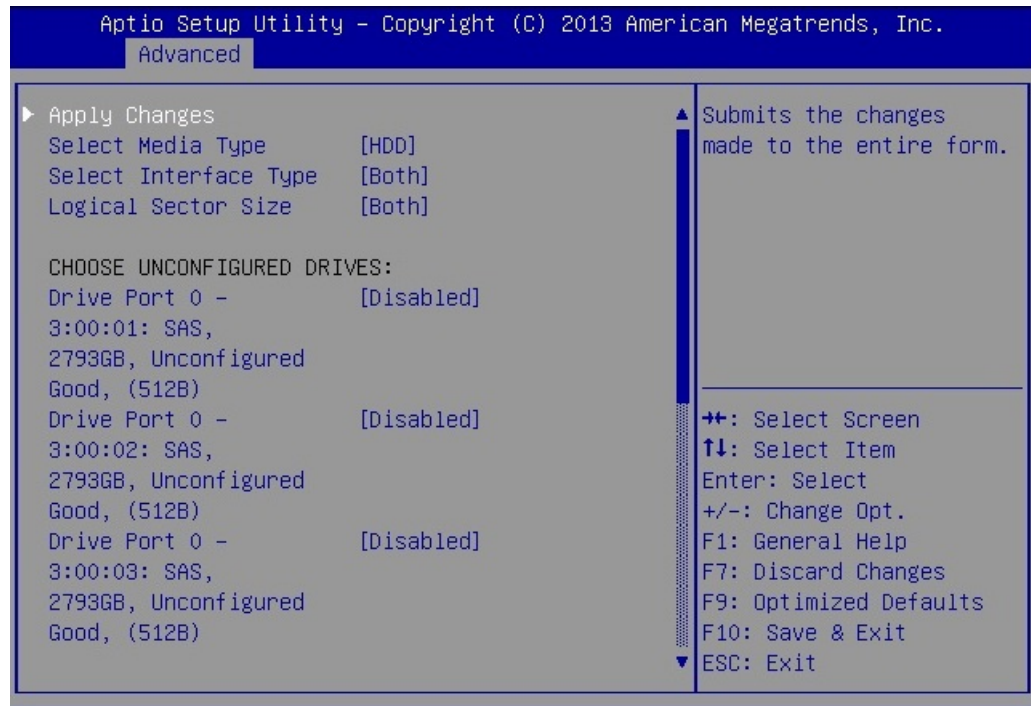 Aptio Setup Utility – Copyright (C) 2013 American Megatrends, Inc.
Advanced
Apply Changes
Select Media Type [HDD]
Select Interface Type [Both]
Logical Sector Size [Both]
CHOOSE UNCONFIGURED DRIVES:
Drive Port 0 – [Disabled]
3:00:01: SAS,
2793GB, Unconfigured
Good, (512B)
Drive Port 0 – [Disabled]
3:00:02: SAS,
2793GB, Unconfigured
Good, (512B)
Drive Port 0 – [Disabled]
3:00:03: SAS,
2793GB, Unconfigured
Good, (512B)
Submits the changes
made to the entire form.
→←: Select Screen
↑↓: Select Item
Enter: Select
+/-: Change Opt.
F1: General Help
F7: Discard Changes
F9: Optimized Defaults
F10: Save & Exit
ESC: Exit